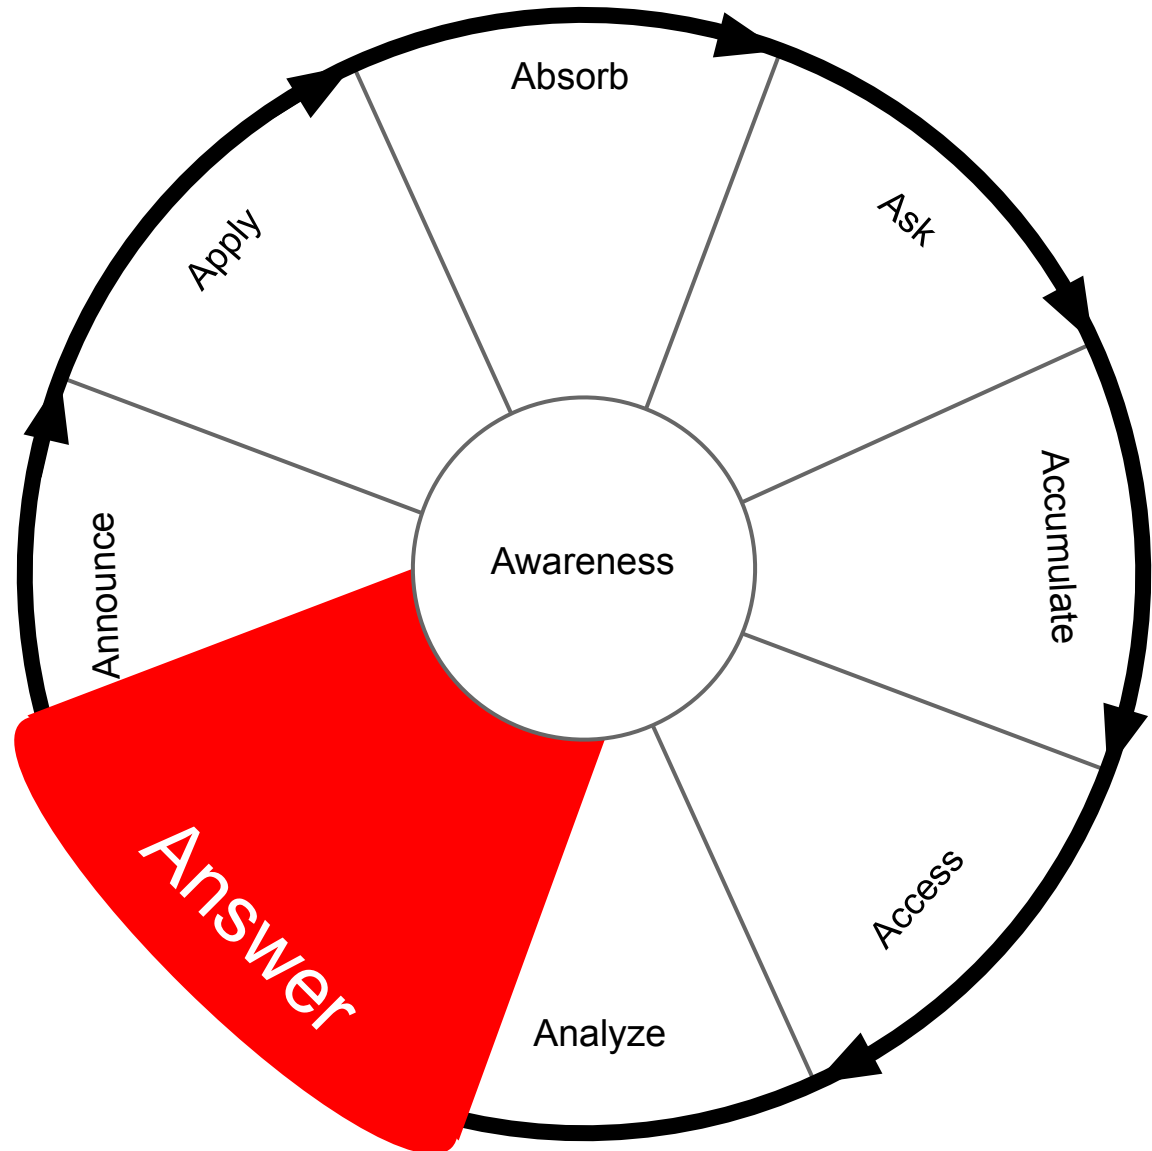 Absorb
Ask
Accumulate
Access
Analyze
Answer
Announce
Apply
Awareness